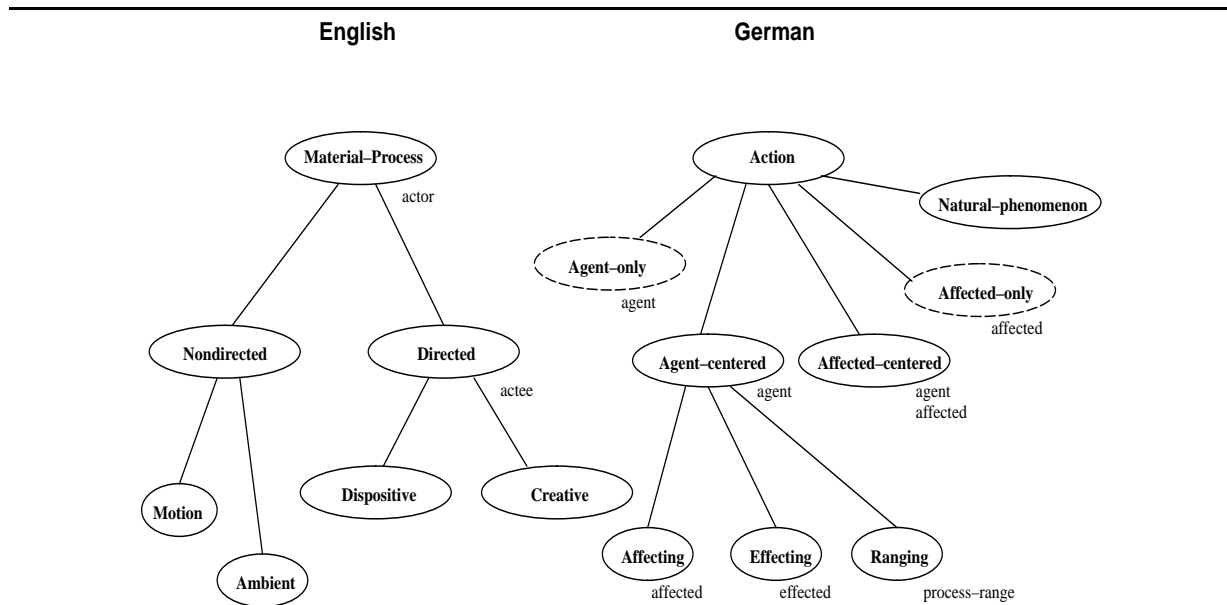 English German
Material–Process
actor
Action
Natural–phenomenon
Agent–only
agent
Affected–only
affected
Nondirected
Directed
actee
Agent–centered
agent
Affected–centered
agent
affected
Motion
Dispositive
Creative
Ambient
Affecting
affected
Effecting
effected
Ranging
process–range